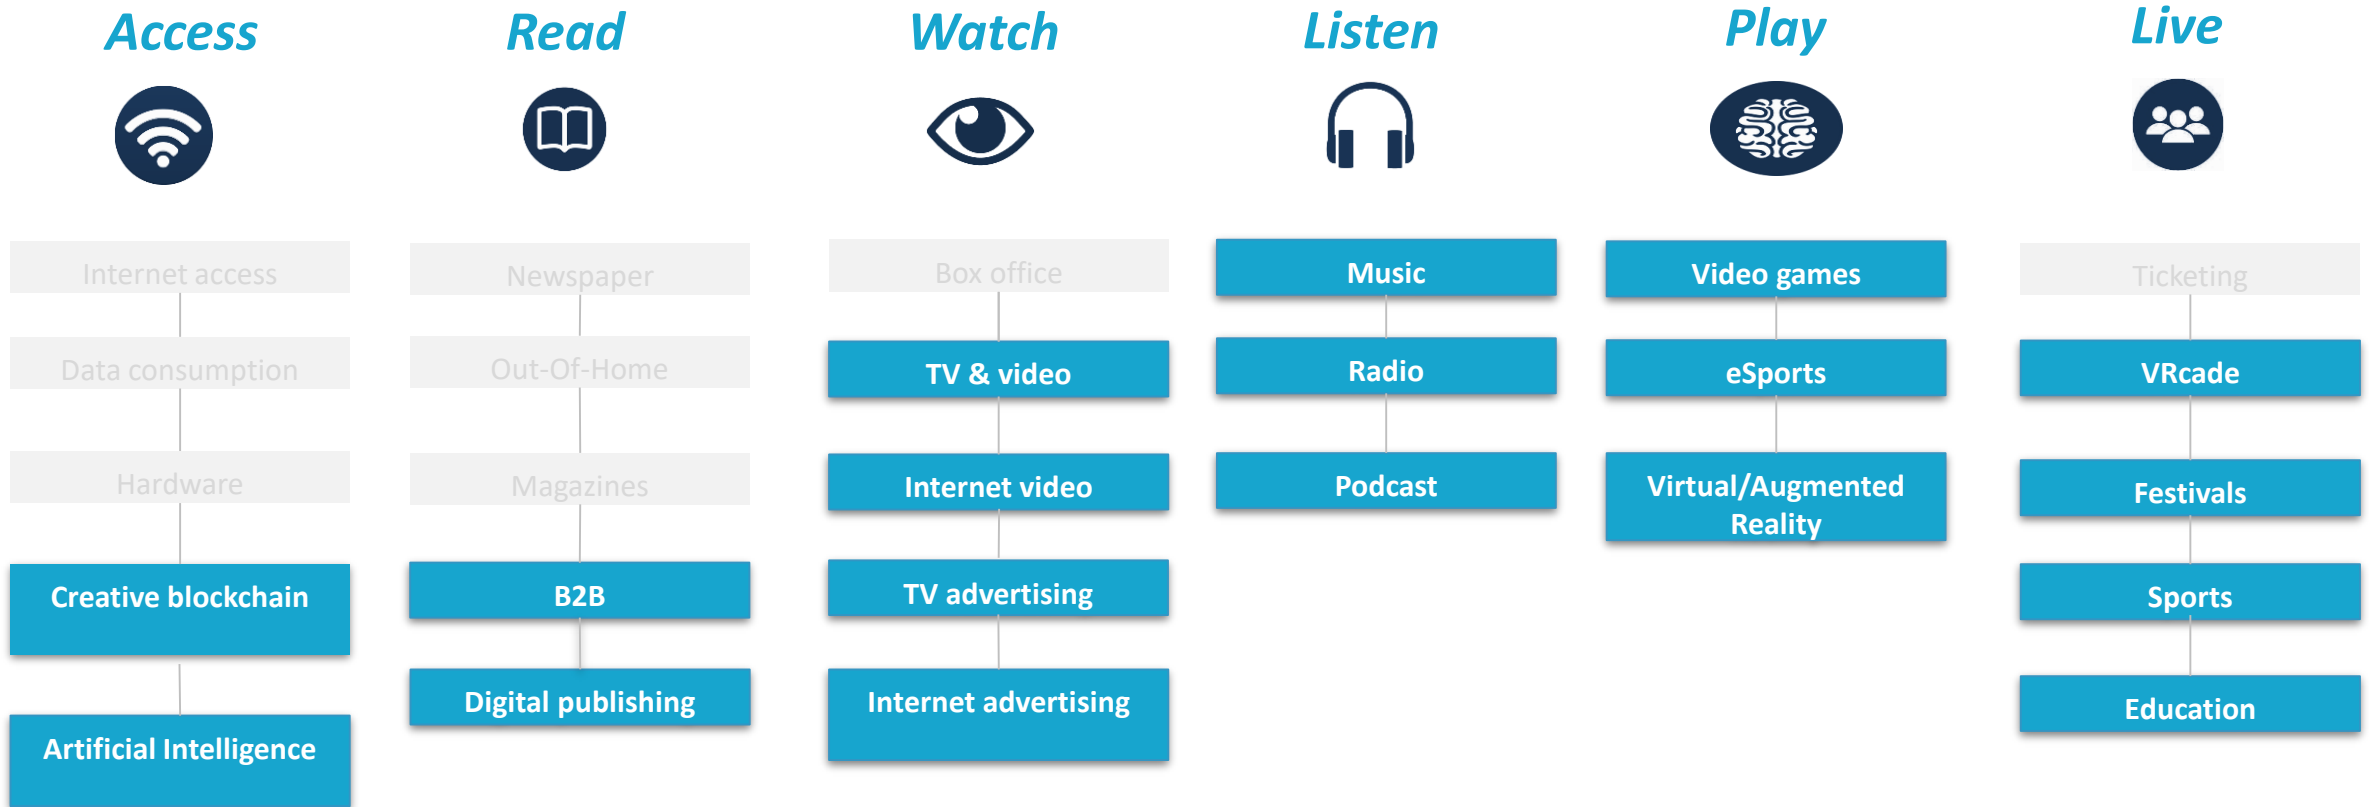 Access
Read
Watch
Listen
Play
Live
Internet access
Data consumption
Hardware
Creative blockchain
Artificial Intelligence
Newspaper
Out-Of-Home
Magazines
B2B
Digital publishing
Box office
TV & video
Internet video
TV advertising
Internet advertising
Music
Radio
Podcast
Video games
eSports
Virtual/Augmented
Reality
Ticketing
VRcade
Festivals
Sports
Education